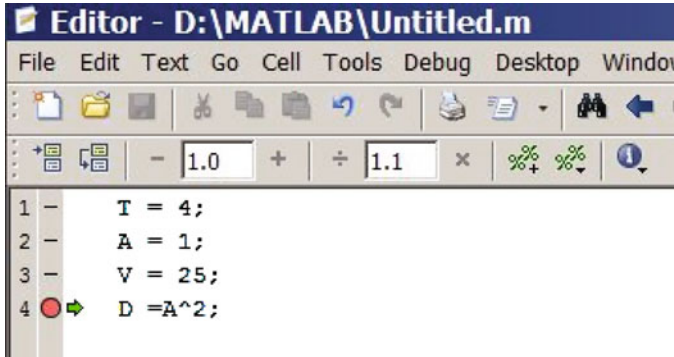 Editor - D:\MATLAB\Untitled.m
File Edit Text Go Cell Tools Debug Desktop Window
- 1.0 + ÷ 1.1 × %%+ %%
1 - T = 4;
2 - A = 1;
3 - V = 25;
4 D =A^2;